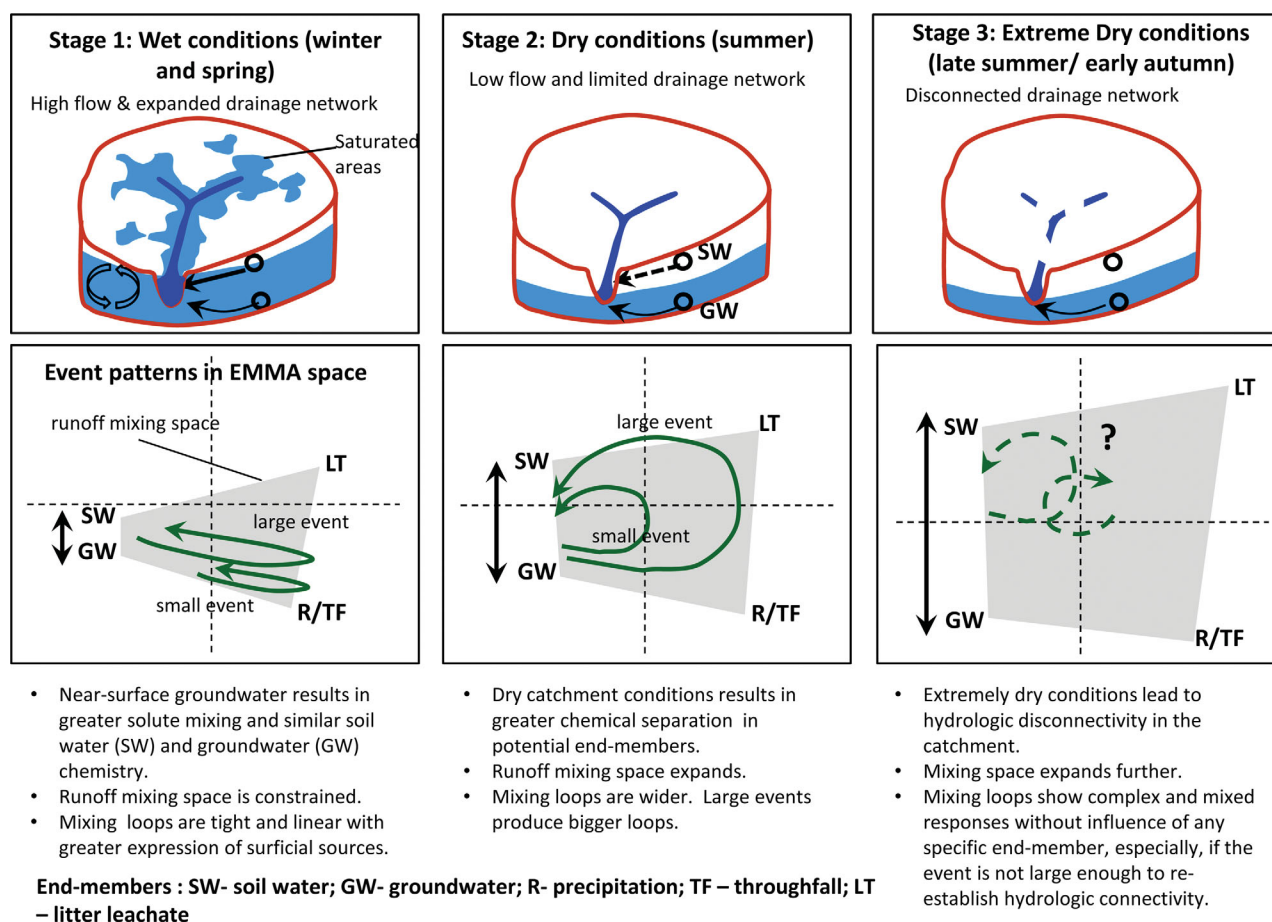 Stage 1: Wet conditions (winter
and spring)
High flow & expanded drainage network
Saturated
areas
Stage 2: Dry conditions (summer)
Low flow and limited drainage network
SW
GW
Stage 3: Extreme Dry conditions
(late summer/ early autumn)
Disconnected drainage network
Event patterns in EMMA space
runoff mixing space
LT
SW
large event
GW
small event
R/TF
large event
LT
SW
small event
GW
R/TF
LT
SW
?
GW
R/TF
• Near-surface groundwater results in
greater solute mixing and similar soil
water (SW) and groundwater (GW)
chemistry.
• Runoff mixing space is constrained.
• Mixing loops are tight and linear with
greater expression of surficial sources.
• Dry catchment conditions results in
greater chemical separation in
potential end-members.
• Runoff mixing space expands.
• Mixing loops are wider. Large events
produce bigger loops.
• Extremely dry conditions lead to
hydrologic disconnectivity in the
catchment.
• Mixing space expands further.
• Mixing loops show complex and mixed
responses without influence of any
specific end-member, especially, if the
event is not large enough to re-
establish hydrologic connectivity.
End-members : SW- soil water; GW- groundwater; R- precipitation; TF – throughfall; LT
– litter leachate